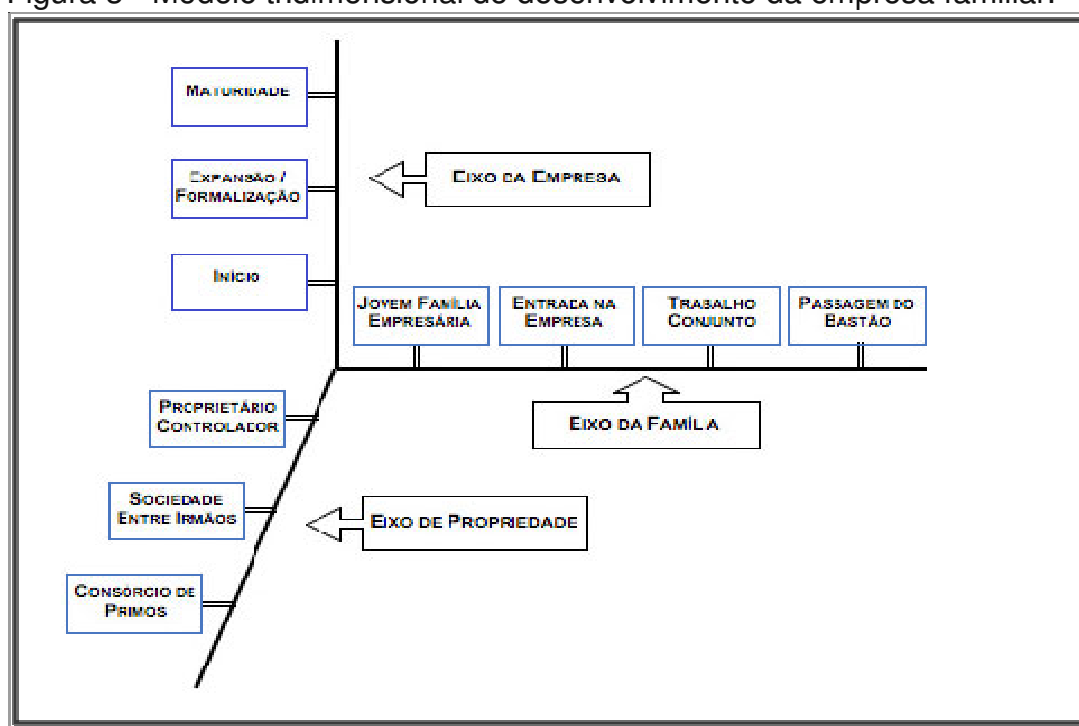 Figura 3 - Modelo tridimensional de desenvolvimento da empresa familiar.
MATURIDADE
EXPANSÃO /
FORMALIZAÇÃO
EIXO DA EMPRESA
INÍCIO
JOVEM FAMÍLIA
EMPRESÁRIA
ENTRADA NA
EMPRESA
TRABALHO
CONJUNTO
PASSAGEM DO
BASTÃO
PROPRIETÁRIO
CONTROLADOR
EIXO DA FAMÍLA
SOCIEDADE
ENTRE IRMÃOS
EIXO DE PROPRIEDADE
CONSÓRCIO DE
PRIMOS